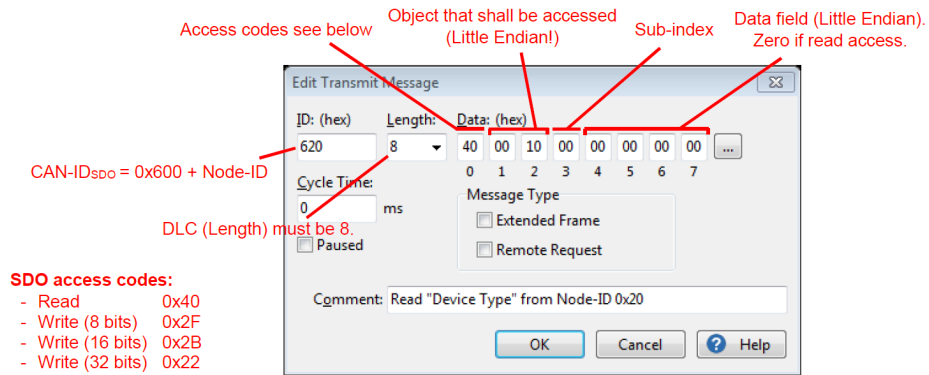 Access codes see below
Object that shall be accessed
(Little Endian!)
Sub-index
Data field (Little Endian).
Zero if read access.
Edit Transmit Message
ID: (hex)
Length:
Data: (hex)
620
8
40 00 10 00 00 00 00 00
...
0 1 2 3 4 5 6 7
CAN-IDSDO = 0x600 + Node-ID
Cycle Time:
0
ms
Message Type
Extended Frame
Remote Request
DLC (Length) must be 8.
Paused
SDO access codes:
- Read 0x40
- Write (8 bits) 0x2F
- Write (16 bits) 0x2B
- Write (32 bits) 0x22
Comment: Read "Device Type" from Node-ID 0x20
OK
Cancel
? Help